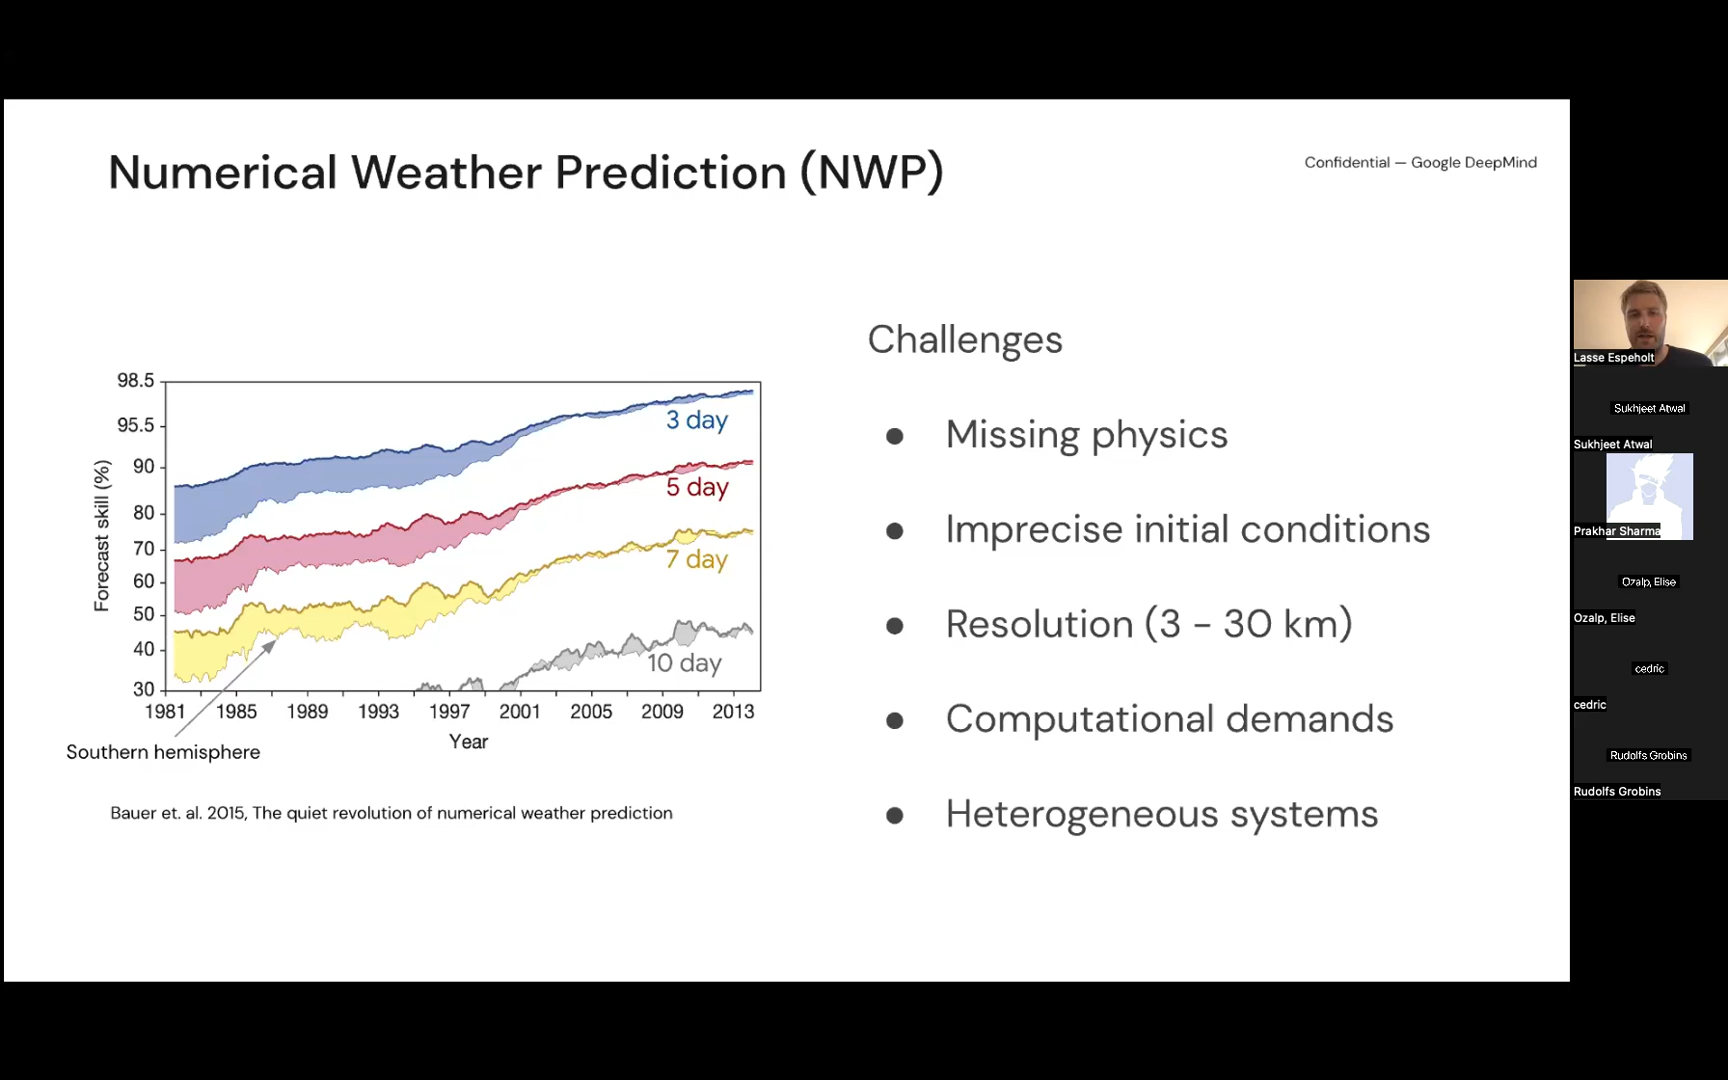 Numerical Weather Prediction (NWP)
Confidential — Google DeepMind
Challenges
● Missing physics
● Imprecise initial conditions
● Resolution (3 - 30 km)
● Computational demands
● Heterogeneous systems
98.5
95.5
90
80
70
60
50
40
30
Forecast skill (%)
3 day
5 day
7 day
10 day
1981 1985 1989 1993 1997 2001 2005 2009 2013
Year
Southern hemisphere
Bauer et. al. 2015, The quiet revolution of numerical weather prediction
Lasse Espeholt
Sukhjeet Atwal
Sukhjeet Atwal
Prakhar Sharma
Ozalp, Elise
Ozalp, Elise
cedric
cedric
Rudolfs Grobins
Rudolfs Grobins